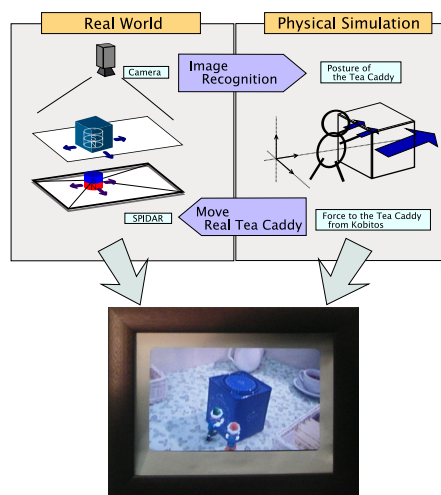 Real World
Physical Simulation
Camera
Image
Recognition
Posture of
the Tea Caddy
SPIDAR
Move
Real Tea Caddy
Force to the Tea Caddy
from Kobitos